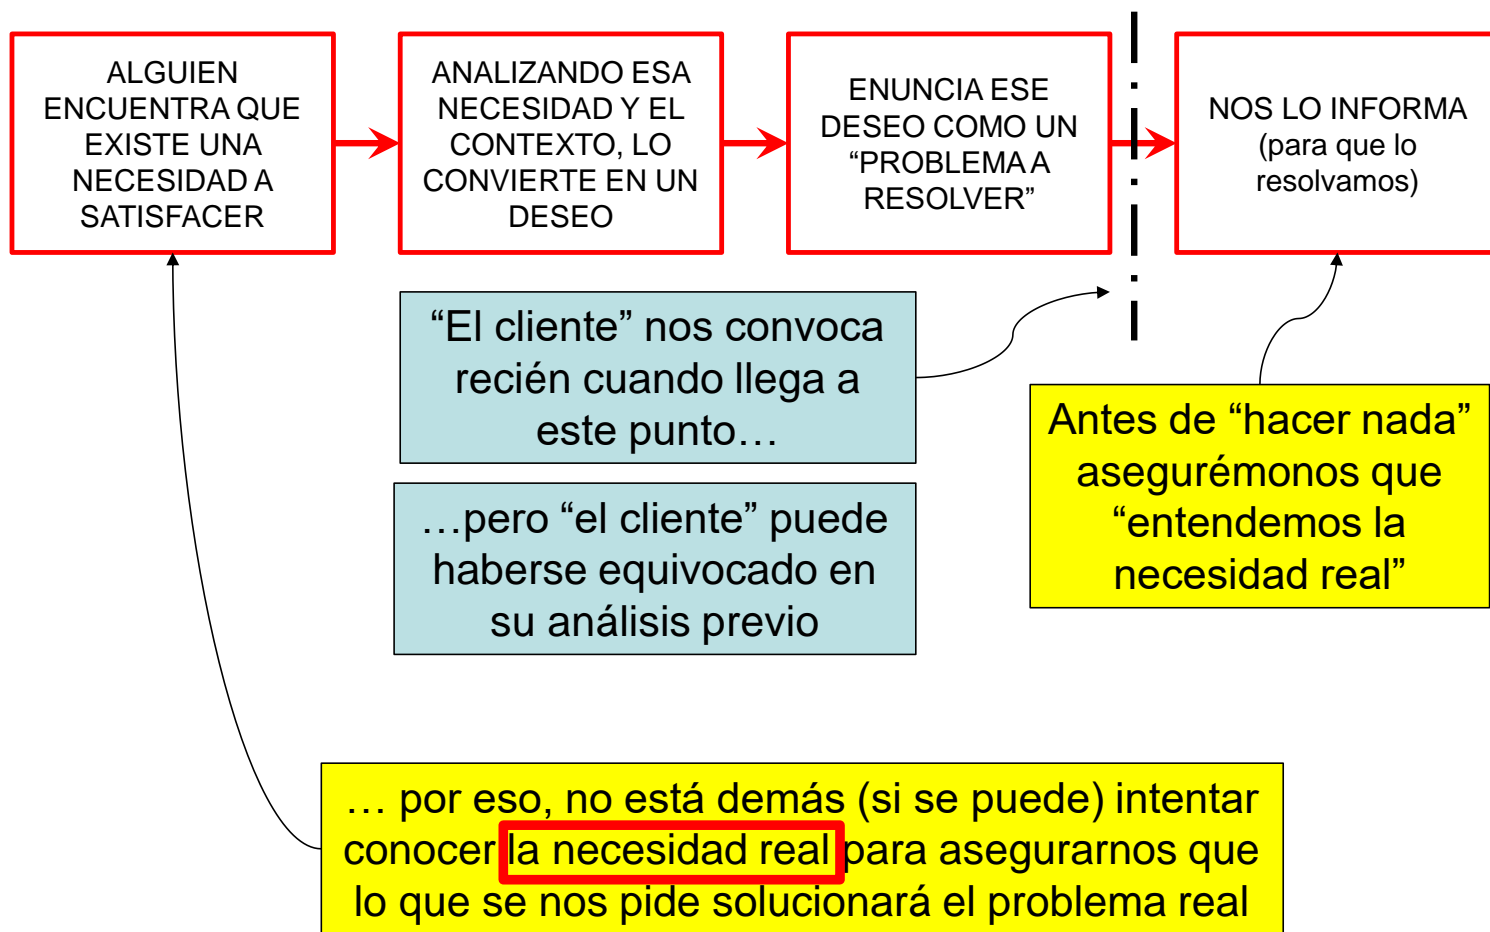 ALGUIEN
ENCUENTRA QUE
EXISTE UNA
NECESIDAD A
SATISFACER
ANALIZANDO ESA
NECESIDAD Y EL
CONTEXTO, LO
CONVIERTE EN UN
DESEO
ENUNCIA ESE
DESEO COMO UN
“PROBLEMA A
RESOLVER”
NOS LO INFORMA
(para que lo
resolvamos)
“El cliente” nos convoca
recién cuando llega a
este punto…
…pero “el cliente” puede
haberse equivocado en
su análisis previo
Antes de “hacer nada”
asegurémonos que
“entendemos la
necesidad real”
… por eso, no está demás (si se puede) intentar
conocer la necesidad real para asegurarnos que
lo que se nos pide solucionará el problema real